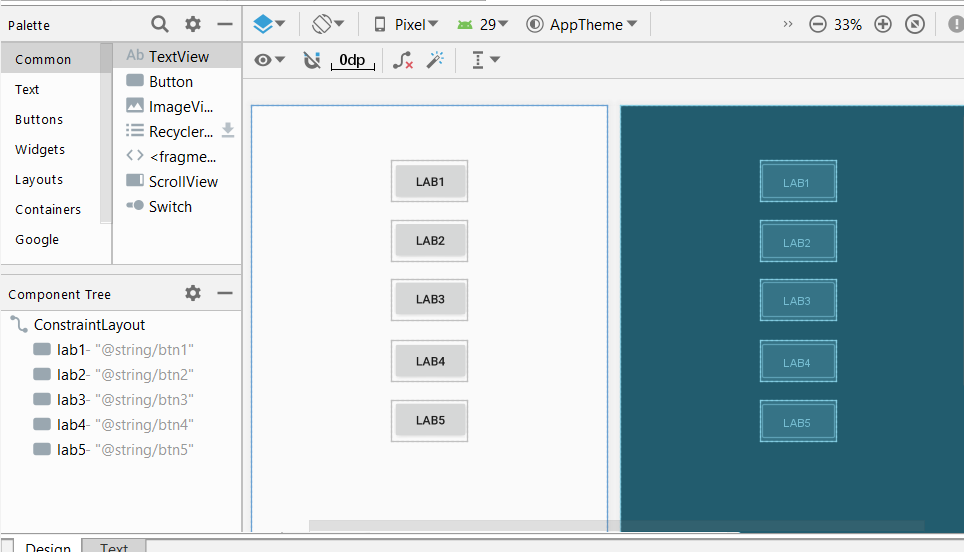 Palette
Pixel 29 AppTheme 33%
Common
Text
Buttons
Widgets
Layouts
Containers
Google
Ab TextView
Button
ImageVi...
Recycler...
<fragme...
ScrollView
Switch
0dp
Component Tree
ConstraintLayout
lab1- "@string/btn1"
lab2- "@string/btn2"
lab3- "@string/btn3"
lab4- "@string/btn4"
lab5- "@string/btn5"
LAB1
LAB2
LAB3
LAB4
LAB5
LAB1
LAB2
LAB3
LAB4
LAB5
Design Text